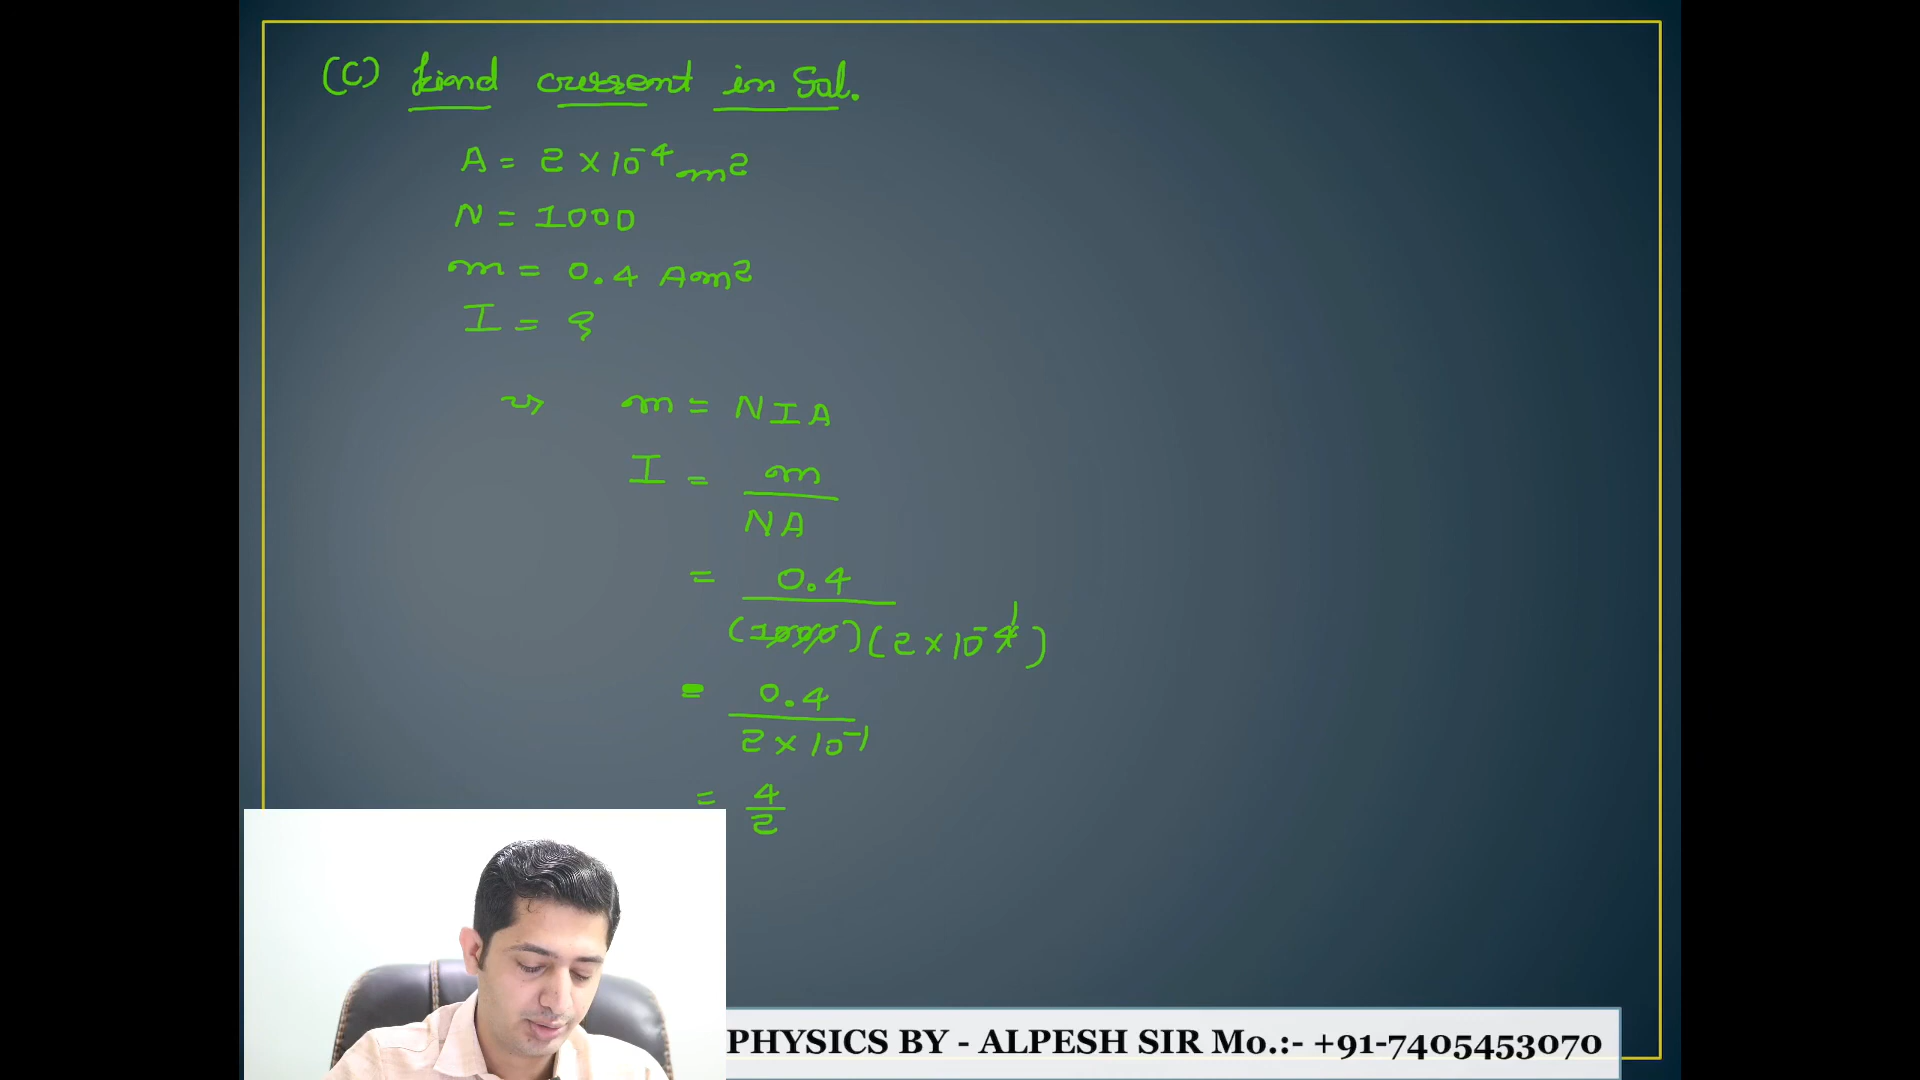 (C) find current in Sol.
A = 2 × 10⁻⁴ m²
N = 1000
m = 0.4 Am²
I = ?
⇒ m = NIA
I = m / NA
= 0.4 / (1000)(2 × 10⁻⁴) 1
= 0.4 / 2 × 10⁻¹
= 4 / 2
PHYSICS BY - ALPESH SIR Mo.:- +91-7405453070